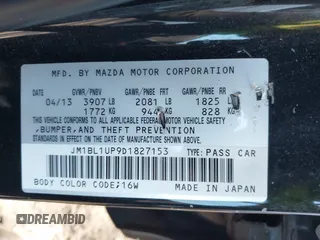 MFD. BY MAZDA MOTOR CORPORATION
GVWR/PNBV GAWR/PNBE FRT GAWR/PNBE RR
04/13 3907 LB 2081 LB 1825 LB
1772 KG 944 KG 828 KG
THIS VEHICLE CONFORMS TO ALL APPLICABLE FEDERAL
MOTOR VEHICLE SAFETY,
BUMPER, AND THEFT PREVENTION
STANDARDS IN EFFECT ON THE DATE OF MANUFACTURE SHOWN ABOVE.
JM1BL1UP9D1827153 TYPE:PASS CAR
BODY COLOR CODE:16W MADE IN JAPAN
IAAI